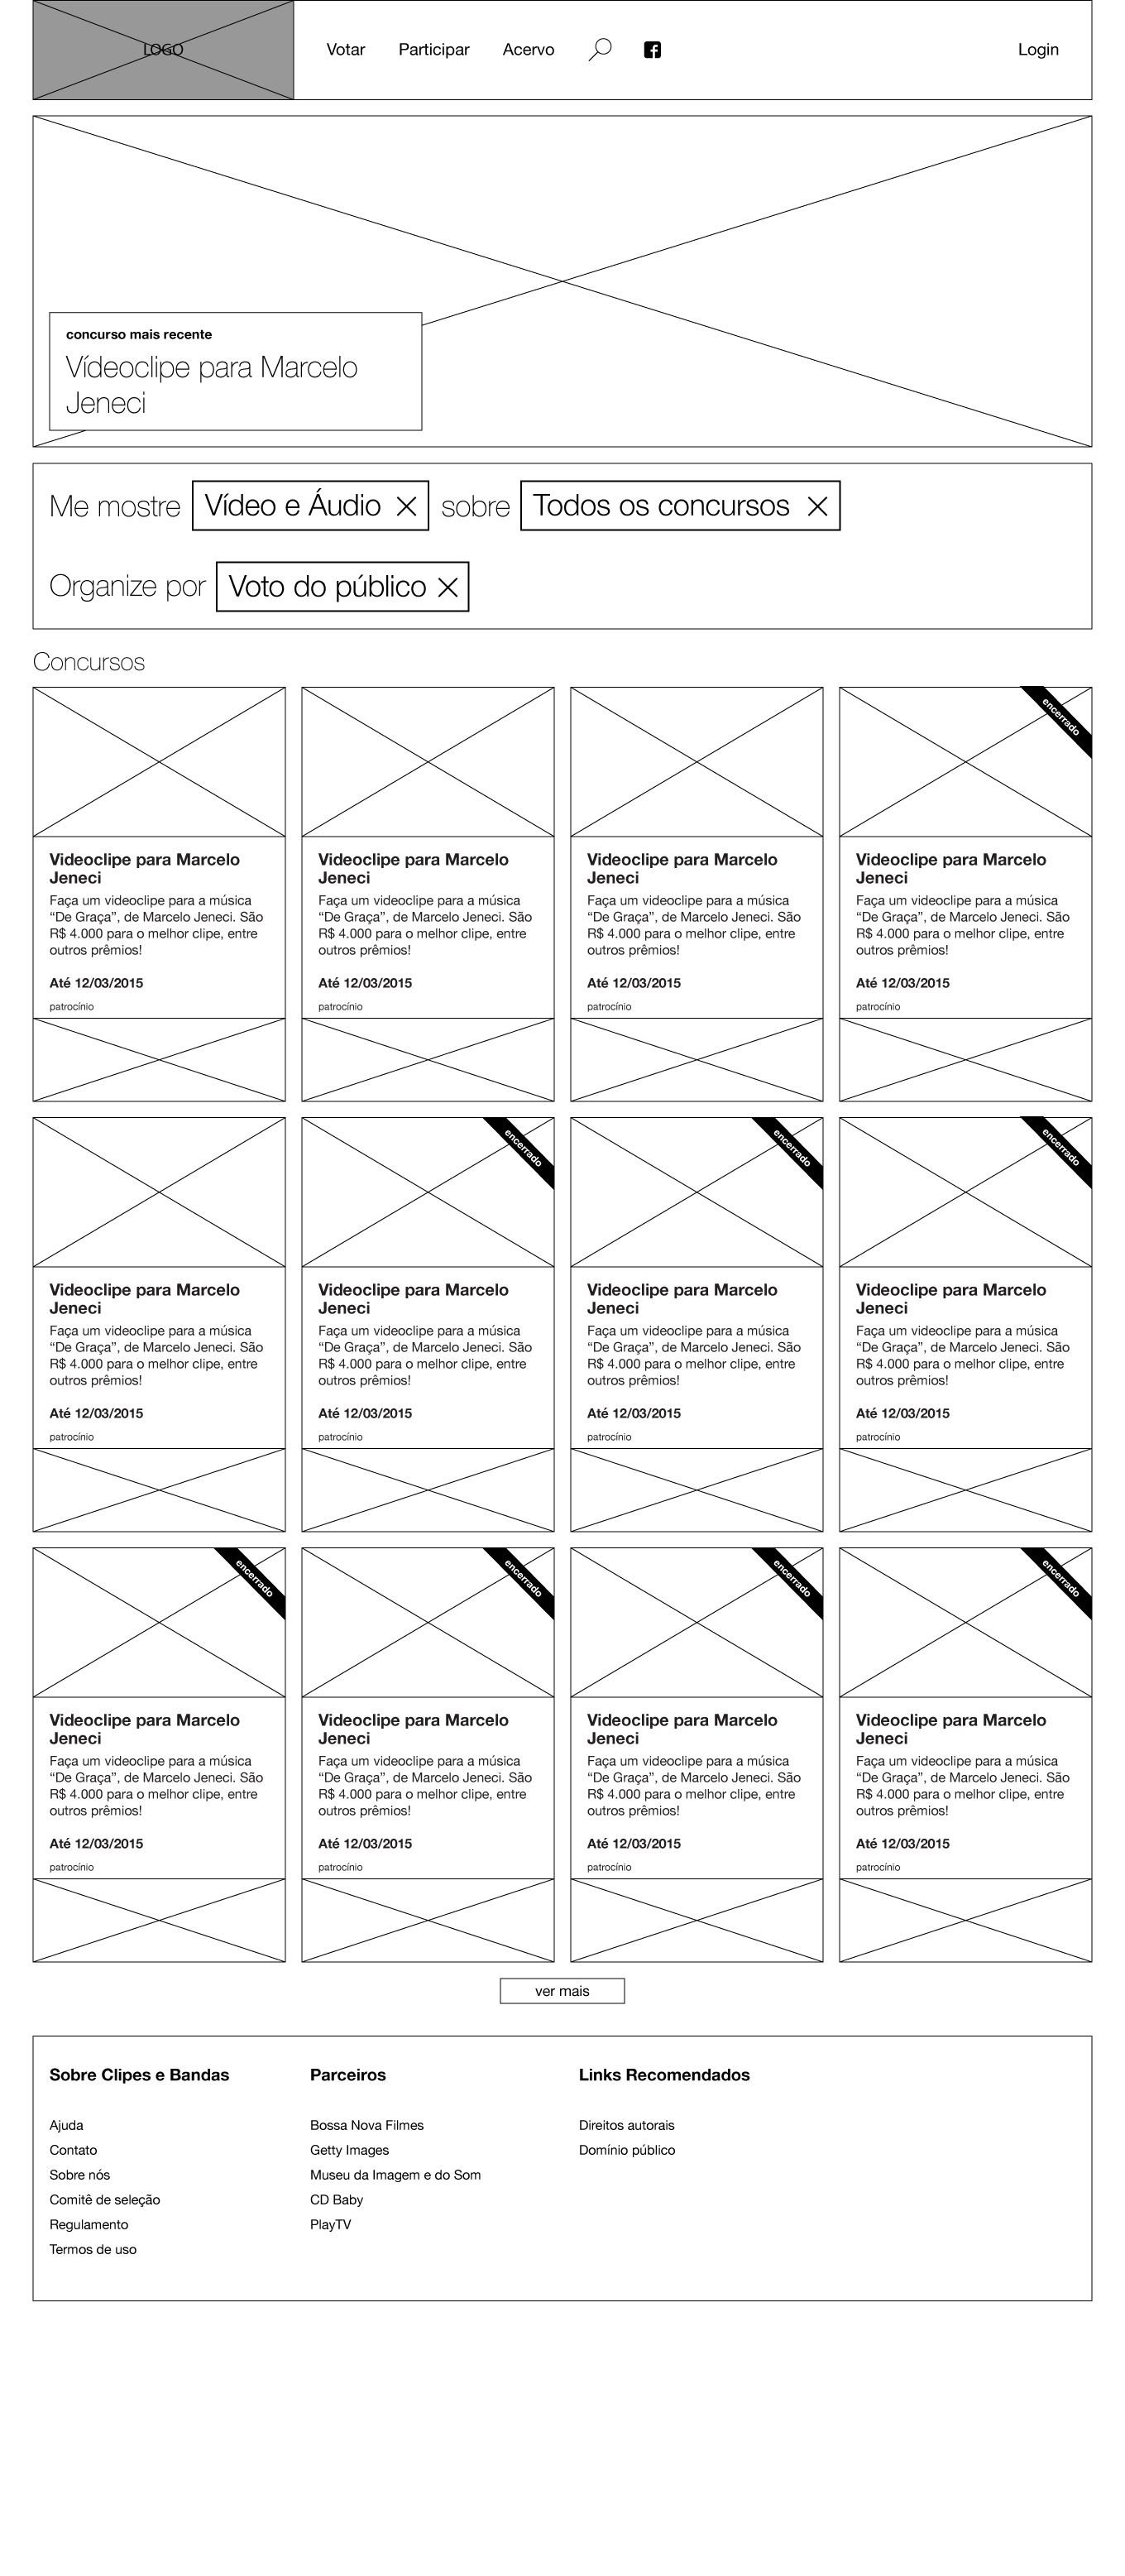 LOGO
Votar Participar Acervo Login
concurso mais recente
Vídeoclipe para Marcelo
Jeneci
Me mostre Vídeo e Áudio sobre Todos os concursos
Organize por Voto do público
Concursos
encerrado
Videoclipe para Marcelo
Jeneci
Faça um videoclipe para a música
“De Graça”, de Marcelo Jeneci. São
R$ 4.000 para o melhor clipe, entre
outros prêmios!
Até 12/03/2015
patrocínio
Videoclipe para Marcelo
Jeneci
Faça um videoclipe para a música
“De Graça”, de Marcelo Jeneci. São
R$ 4.000 para o melhor clipe, entre
outros prêmios!
Até 12/03/2015
patrocínio
Videoclipe para Marcelo
Jeneci
Faça um videoclipe para a música
“De Graça”, de Marcelo Jeneci. São
R$ 4.000 para o melhor clipe, entre
outros prêmios!
Até 12/03/2015
patrocínio
Videoclipe para Marcelo
Jeneci
Faça um videoclipe para a música
“De Graça”, de Marcelo Jeneci. São
R$ 4.000 para o melhor clipe, entre
outros prêmios!
Até 12/03/2015
patrocínio
encerrado
encerrado
encerrado
Videoclipe para Marcelo
Jeneci
Faça um videoclipe para a música
“De Graça”, de Marcelo Jeneci. São
R$ 4.000 para o melhor clipe, entre
outros prêmios!
Até 12/03/2015
patrocínio
Videoclipe para Marcelo
Jeneci
Faça um videoclipe para a música
“De Graça”, de Marcelo Jeneci. São
R$ 4.000 para o melhor clipe, entre
outros prêmios!
Até 12/03/2015
patrocínio
Videoclipe para Marcelo
Jeneci
Faça um videoclipe para a música
“De Graça”, de Marcelo Jeneci. São
R$ 4.000 para o melhor clipe, entre
outros prêmios!
Até 12/03/2015
patrocínio
Videoclipe para Marcelo
Jeneci
Faça um videoclipe para a música
“De Graça”, de Marcelo Jeneci. São
R$ 4.000 para o melhor clipe, entre
outros prêmios!
Até 12/03/2015
patrocínio
encerrado
encerrado
encerrado
encerrado
Videoclipe para Marcelo
Jeneci
Faça um videoclipe para a música
“De Graça”, de Marcelo Jeneci. São
R$ 4.000 para o melhor clipe, entre
outros prêmios!
Até 12/03/2015
patrocínio
Videoclipe para Marcelo
Jeneci
Faça um videoclipe para a música
“De Graça”, de Marcelo Jeneci. São
R$ 4.000 para o melhor clipe, entre
outros prêmios!
Até 12/03/2015
patrocínio
Videoclipe para Marcelo
Jeneci
Faça um videoclipe para a música
“De Graça”, de Marcelo Jeneci. São
R$ 4.000 para o melhor clipe, entre
outros prêmios!
Até 12/03/2015
patrocínio
Videoclipe para Marcelo
Jeneci
Faça um videoclipe para a música
“De Graça”, de Marcelo Jeneci. São
R$ 4.000 para o melhor clipe, entre
outros prêmios!
Até 12/03/2015
patrocínio
ver mais
Sobre Clipes e Bandas
Ajuda
Contato
Sobre nós
Comitê de seleção
Regulamento
Termos de uso
Parceiros
Bossa Nova Filmes
Getty Images
Museu da Imagem e do Som
CD Baby
PlayTV
Links Recomendados
Direitos autorais
Domínio público